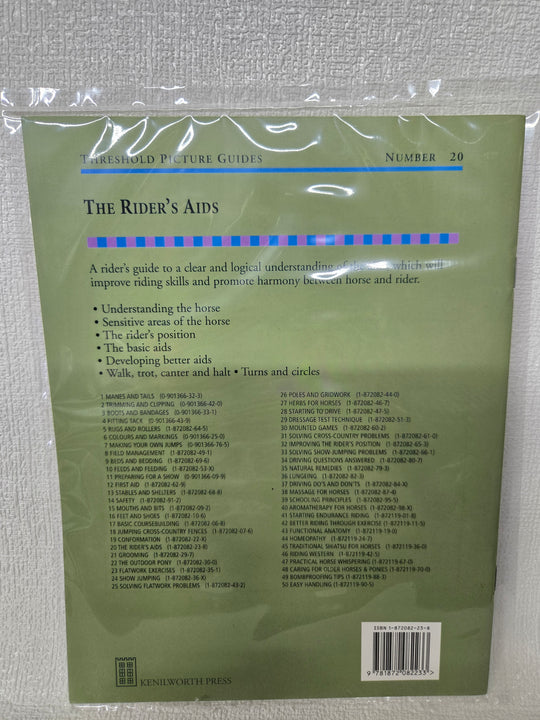 THRESHOLD PICTURE GUIDES NUMBER 20
THE RIDER'S AIDS
A rider's guide to a clear and logical understanding of the which will
improve riding skills and promote harmony between horse and rider.
• Understanding the horse
• Sensitive areas of the horse
• The rider's position
• The basic aids
• Developing better aids
• Walk, trot, canter and halt • Turns and circles
1 MANES AND TAILS (0-901366-32-3)
2 TRIMMING AND CLIPPING (0-901366-42-0)
3 BOOTS AND BANDAGES (0-901366-33-1)
4 FITTING TACK (0-901366-43-9)
5 RUGS AND ROLLERS (1-872082-64-5)
6 COLOURS AND MARKINGS (0-901366-25-0)
7 MAKING YOUR OWN JUMPS (0-901366-76-5)
8 FIELD MANAGEMENT (1-872082-49-1)
9 BEDS AND BEDDING (1-872082-69-6)
10 FEEDS AND FEEDING (1-872082-53-X)
11 PREPARING FOR A SHOW (0-901366-09-9)
12 FIRST AID (1-872082-62-9)
13 STABLES AND SHELTERS (1-872082-68-8)
14 SAFETY (1-872082-91-2)
15 MOUTHS AND BITS (1-872082-09-2)
16 FEET AND SHOES (1-872082-10-6)
17 BASIC COURSEBUILDING (1-872082-06-8)
18 JUMPING CROSS-COUNTRY FENCES (1-872082-07-6)
19 CONFORMATION (1-872082-22-X)
20 THE RIDER'S AIDS (1-872082-23-8)
21 GROOMING (1-872082-29-7)
22 THE OUTDOOR PONY (1-872082-30-0)
23 FLATWORK EXERCISES (1-872082-35-1)
24 SHOW JUMPING (1-872082-36-X)
25 SOLVING FLATWORK PROBLEMS (1-872082-43-2)
26 POLES AND GRIDWORK (1-872082-44-0)
27 HERBS FOR HORSES (1-872082-46-7)
28 STARTING TO DRIVE (1-872082-47-5)
29 DRESSAGE TEST TECHNIQUE (1-872082-51-3)
30 MOUNTED GAMES (1-872082-60-2)
31 SOLVING CROSS-COUNTRY PROBLEMS (1-872082-61-0)
32 IMPROVING THE RIDER'S POSITION (1-872082-65-3)
33 SOLVING SHOW-JUMPING PROBLEMS (1-872082-66-1)
34 DRIVING QUESTIONS ANSWERED (1-872082-80-7)
35 NATURAL REMEDIES (1-872082-79-3)
36 LUNGEING (1-872082-82-3)
37 DRIVING DO'S AND DON'TS (1-872082-84-X)
38 MASSAGE FOR HORSES (1-872082-87-4)
39 SCHOOLING PRINCIPLES (1-872082-95-5)
40 AROMATHERAPY FOR HORSES (1-872082-98-X)
41 STARTING ENDURANCE RIDING (1-872119-01-8)
42 BETTER RIDING THROUGH EXERCISE (1-872119-11-5)
43 FUNCTIONAL ANATOMY (1-872119-19-0)
44 HOMEOPATHY (1-872119-24-7)
45 TRADITIONAL SHIATSU FOR HORSES (1-872119-36-0)
46 RIDING WESTERN (1-872119-42-5)
47 PRACTICAL HORSE WHISPERING (1-872119-67-0)
48 CARING FOR OLDER HORSES & PONIES (1-872119-70-0)
49 BOMBPROOFING TIPS (1-872119-88-3)
50 EASY HANDLING (1-872119-90-5)
ISBN 1-872082-23-8
9 781872 082233 >
KENILWORTH PRESS